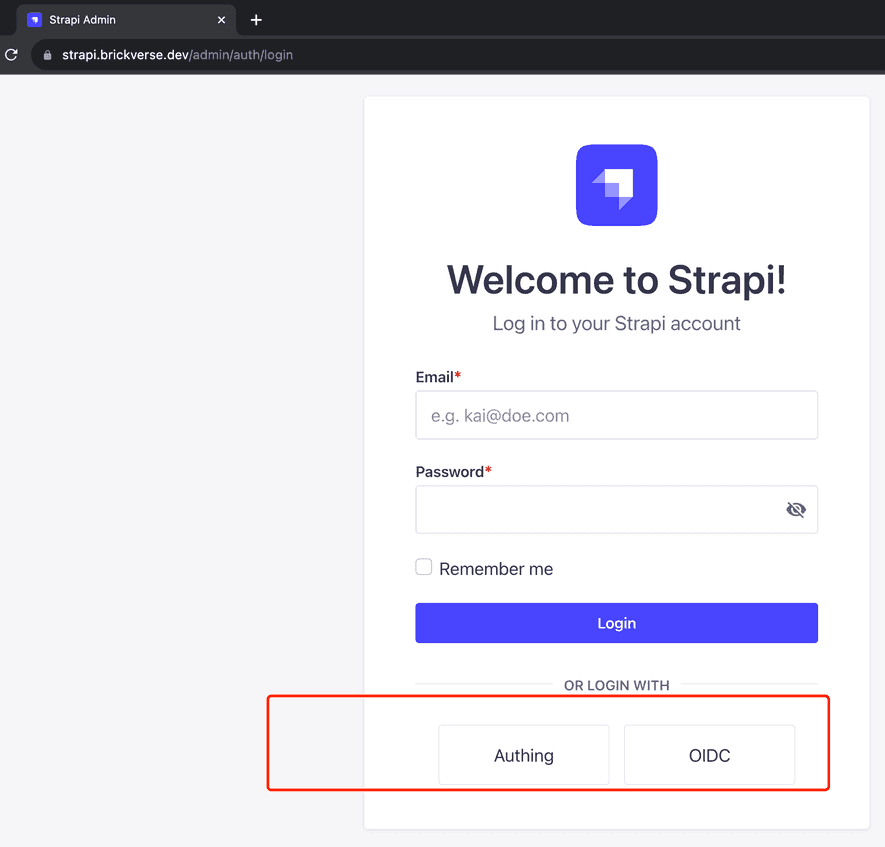 Strapi Admin
strapi.brickverse.dev/admin/auth/login
Welcome to Strapi!
Log in to your Strapi account
Email*
e.g. kai@doe.com
Password*
Remember me
Login
OR LOGIN WITH
Authing OIDC